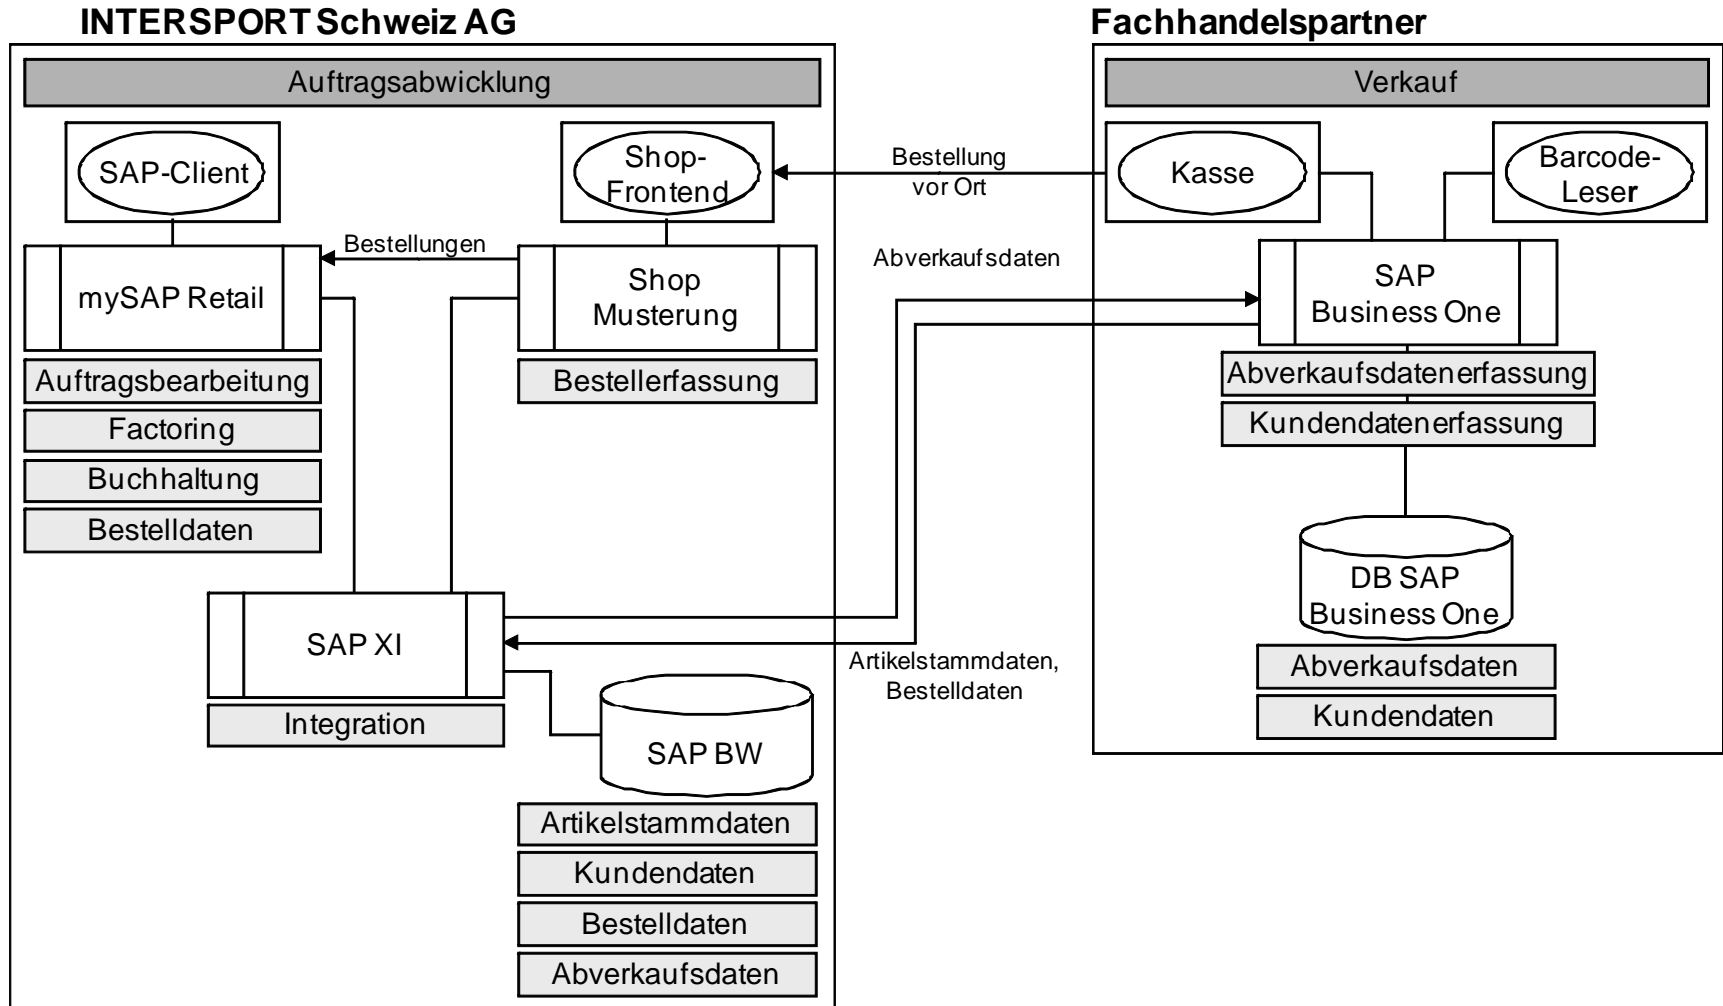 INTERSPORT Schweiz AG
Auftragsabwicklung
SAP-Client
Shop-
Frontend
Bestellungen
mySAP Retail
Shop
Musterung
Auftragsbearbeitung
Factoring
Buchhaltung
Bestelldaten
Bestellerfassung
SAP XI
Integration
SAP BW
Artikelstammdaten
Kundendaten
Bestelldaten
Abverkaufsdaten
Bestellung
vor Ort
Abverkaufsdaten
Artikelstammdaten,
Bestelldaten
Fachhandelspartner
Verkauf
Kasse
Barcode-
Leser
SAP
Business One
Abverkaufsdatenerfassung
Kundendatenerfassung
DB SAP
Business One
Abverkaufsdaten
Kundendaten